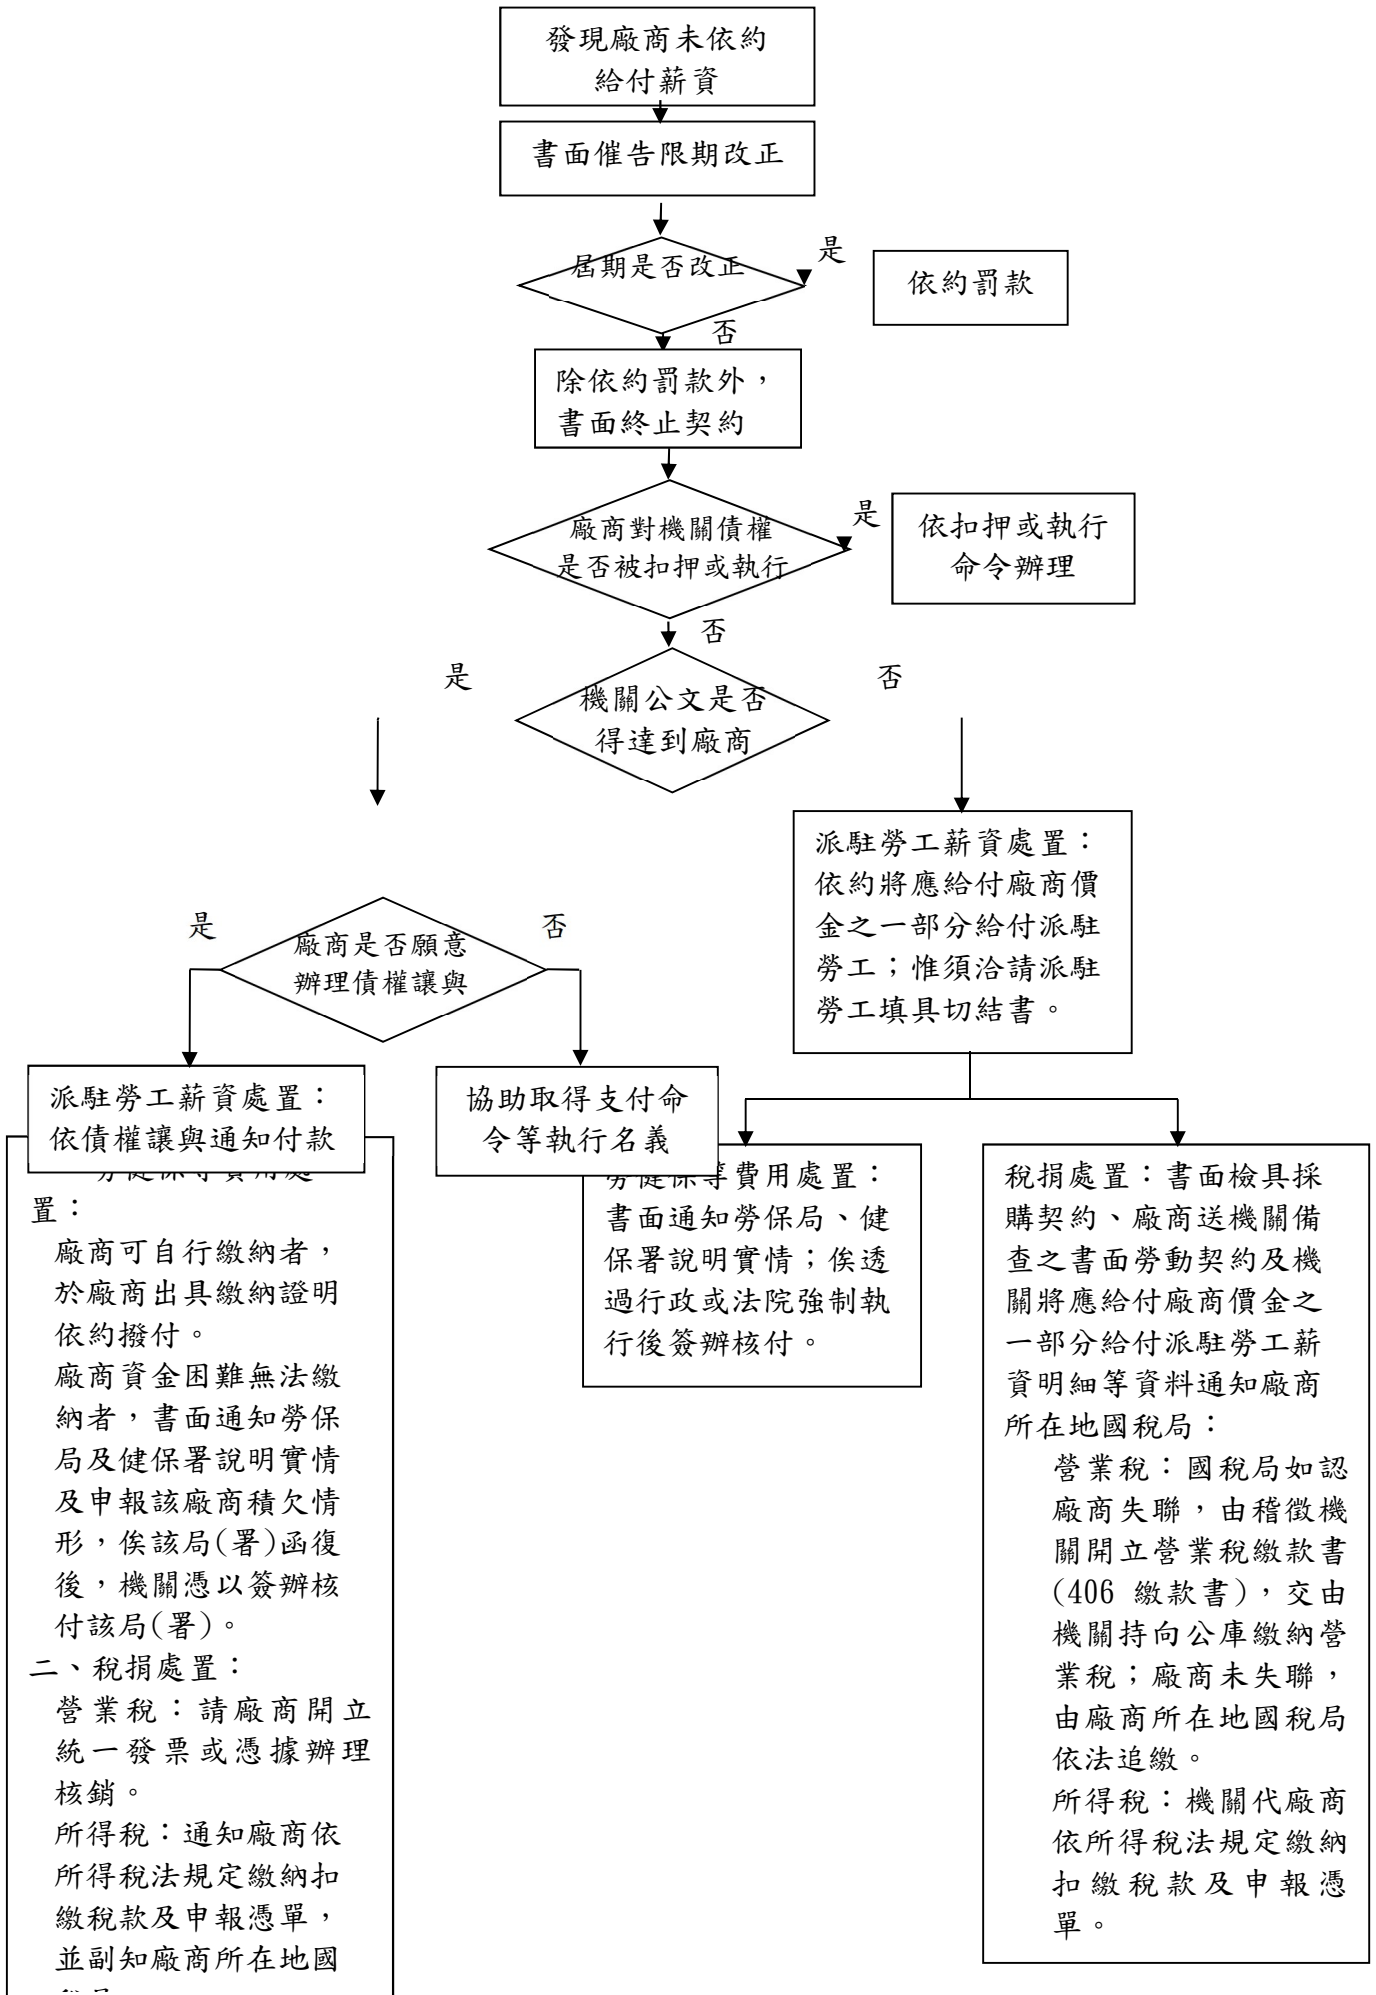 發現廠商未依約
給付薪資
書面催告限期改正
屆期是否改正
是
依約罰款
否
除依約罰款外，
書面終止契約
廠商對機關債權
是否被扣押或執行
是
依扣押或執行
命令辦理
否
機關公文是否
得達到廠商
是
否
派駐勞工薪資處置：
依約將應給付廠商價
金之一部分給付派駐
勞工；惟須洽請派駐
勞工填具切結書。
廠商是否願意
辦理債權讓與
是
否
派駐勞工薪資處置：
依債權讓與通知付款
協助取得支付命
令等執行名義
勞健保等費用處
置：
廠商可自行繳納者，
於廠商出具繳納證明
依約撥付。
廠商資金困難無法繳
納者，書面通知勞保
局及健保署說明實情
及申報該廠商積欠情
形，俟該局(署)函復
後，機關憑以簽辦核
付該局(署)。
二、稅捐處置：
營業稅：請廠商開立
統一發票或憑據辦理
核銷。
所得稅：通知廠商依
所得稅法規定繳納扣
繳稅款及申報憑單，
並副知廠商所在地國
勞健保等費用處置：
書面通知勞保局、健
保署說明實情；俟透
過行政或法院強制執
行後簽辦核付。
稅捐處置：書面檢具採
購契約、廠商送機關備
查之書面勞動契約及機
關將應給付廠商價金之
一部分給付派駐勞工薪
資明細等資料通知廠商
所在地國稅局：
營業稅：國稅局如認
廠商失聯，由稽徵機
關開立營業稅繳款書
(406 繳款書)，交由
機關持向公庫繳納營
業稅；廠商未失聯，
由廠商所在地國稅局
依法追繳。
所得稅：機關代廠商
依所得稅法規定繳納
扣繳稅款及申報憑
單。